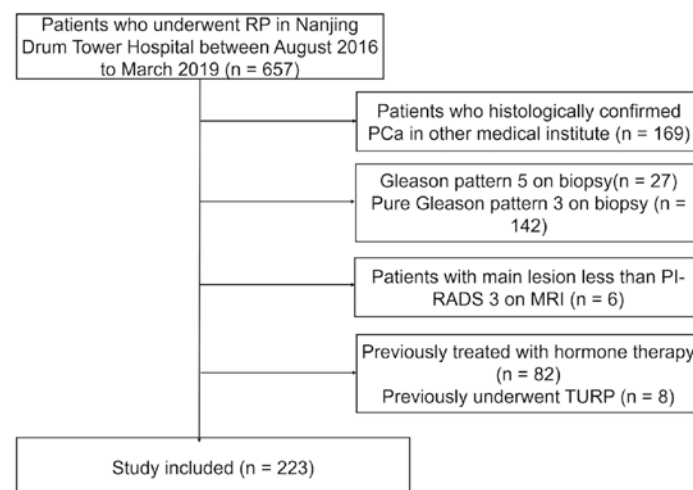 Patients who underwent RP in Nanjing
Drum Tower Hospital between August 2016
to March 2019 (n = 657)
Patients who histologically confirmed
PCa in other medical institute (n = 169)
Gleason pattern 5 on biopsy(n = 27)
Pure Gleason pattern 3 on biopsy (n =
142)
Patients with main lesion less than PI-
RADS 3 on MRI (n = 6)
Previously treated with hormone therapy
(n = 82)
Previously underwent TURP (n = 8)
Study included (n = 223)